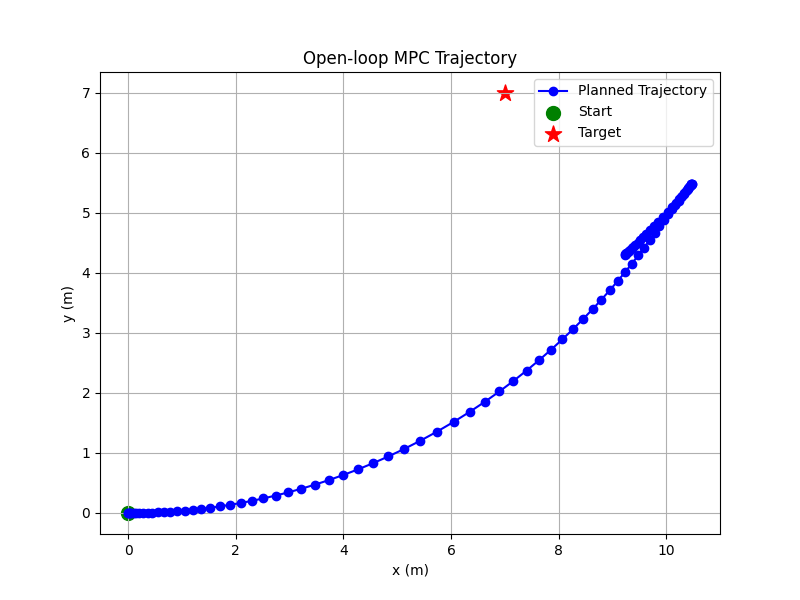 Open-loop MPC Trajectory
Planned Trajectory
Start
Target
y (m)
7
6
5
4
3
2
1
0
0 2 4 6 8 10
x (m)